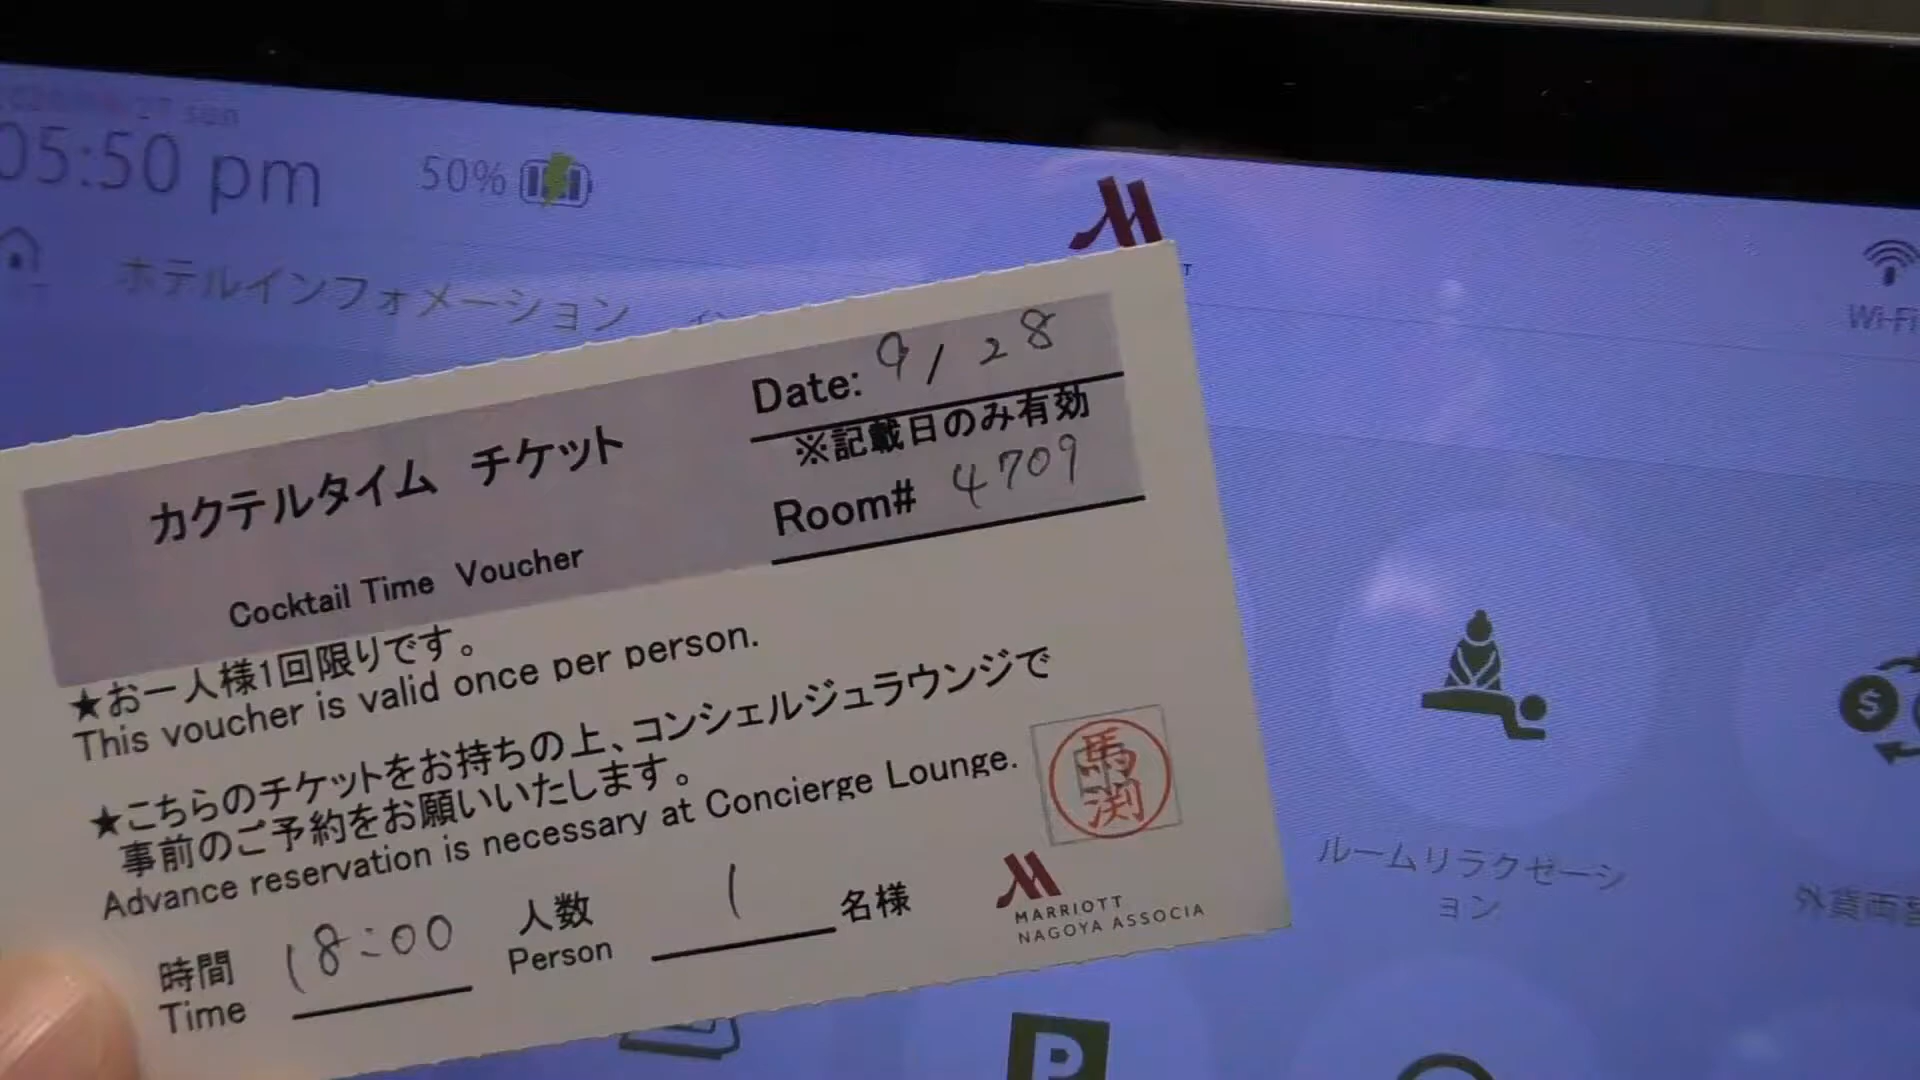 27 sun
05:50 pm
50%
ホテルインフォメーション
Wi-Fi
Date: 9/28
※記載日のみ有効
Room# 4709
カクテルタイム チケット
Cocktail Time Voucher
★お一人様1回限りです。
This voucher is valid once per person.
★こちらのチケットをお持ちの上、コンシェルジュラウンジで
事前のご予約をお願いいたします。
Advance reservation is necessary at Concierge Lounge.
馬渕
時間 18:00 人数 1 名様
Time Person
MARRIOTT
NAGOYA ASSOCIA
ルームリラクゼーシ
ョン
外貨両替
$
P